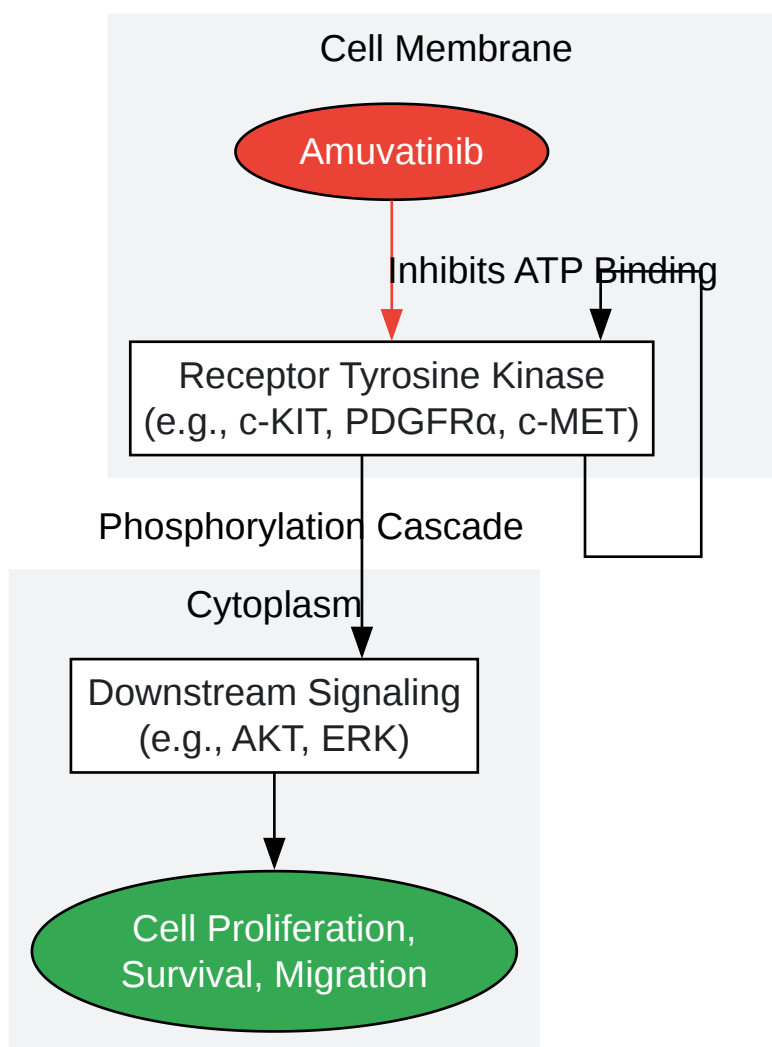 Cell Membrane
Amuvatinib
Inhibits ATP Binding
Receptor Tyrosine Kinase
(e.g., c-KIT, PDGFRα, c-MET)
Phosphorylation Cascade
Cytoplasm
Downstream Signaling
(e.g., AKT, ERK)
Cell Proliferation,
Survival, Migration